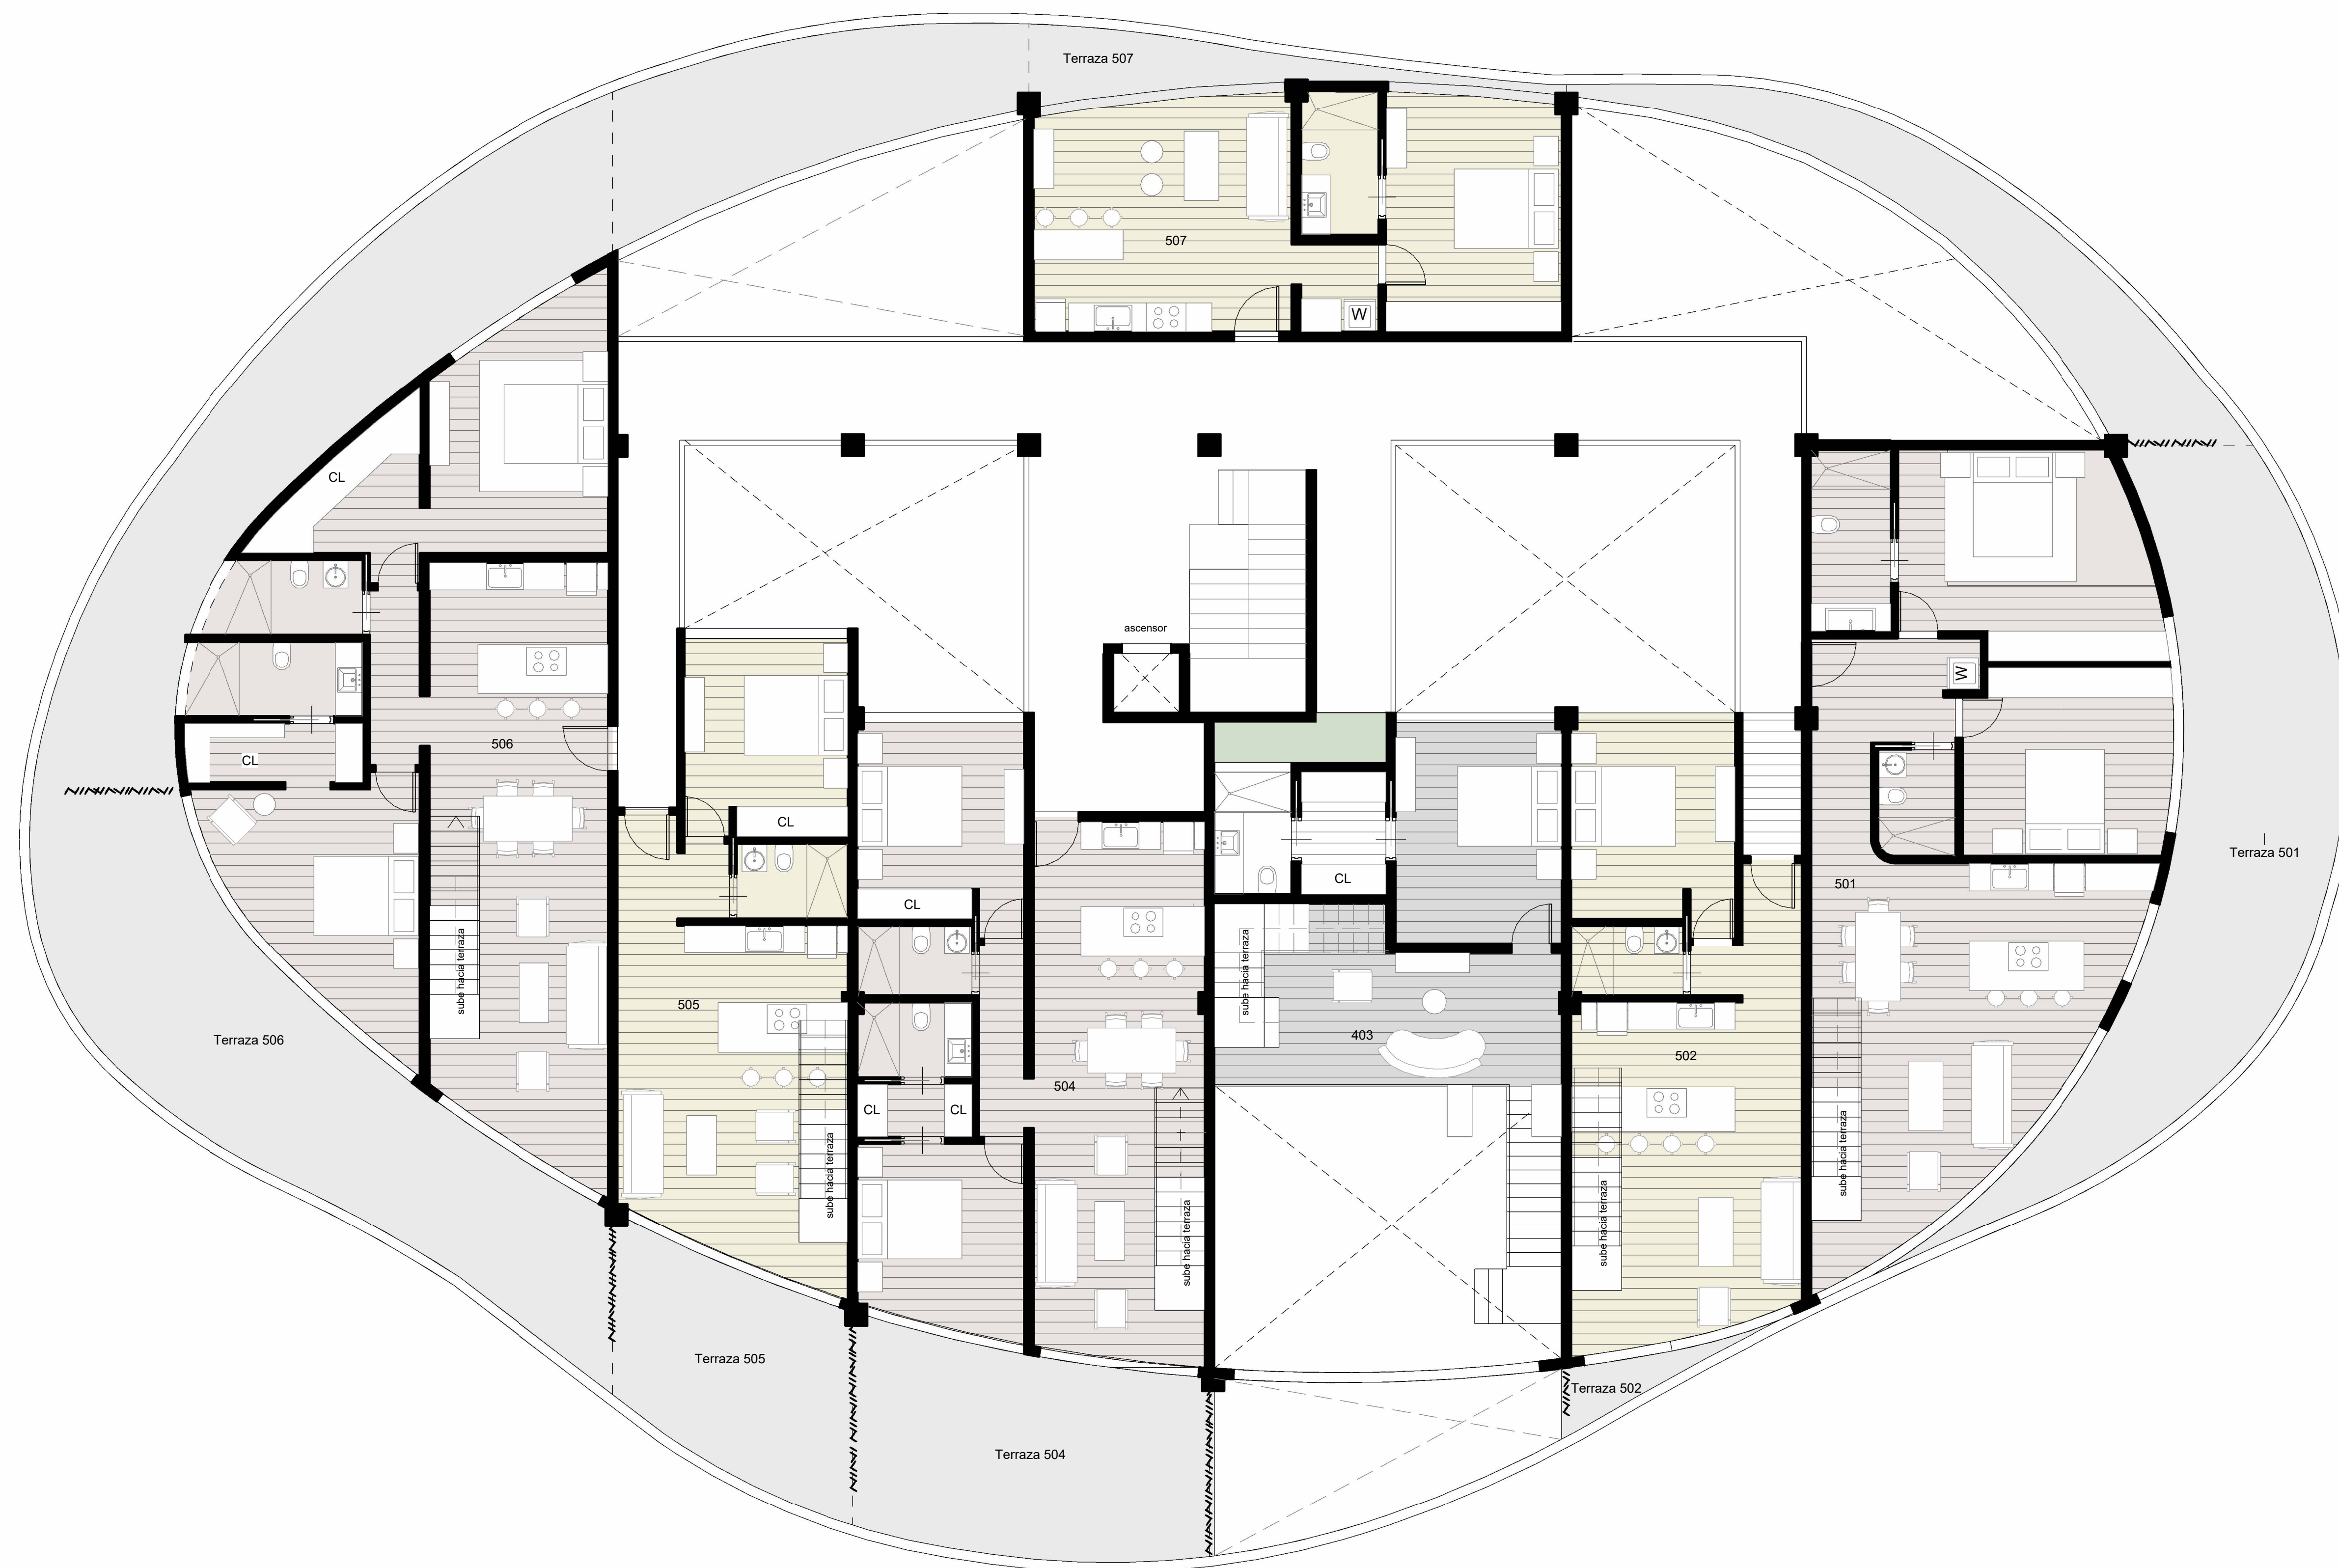 Terraza 507
507
W
CL
ascensor
W
506
CL
CL
CL
CL
501
Terraza 501
sube hacia terraza
sube hacia terraza
505
403
502
Terraza 506
504
CL
CL
sube hacia terraza
sube hacia terraza
sube hacia terraza
sube hacia terraza
Terraza 505
Terraza 502
Terraza 504